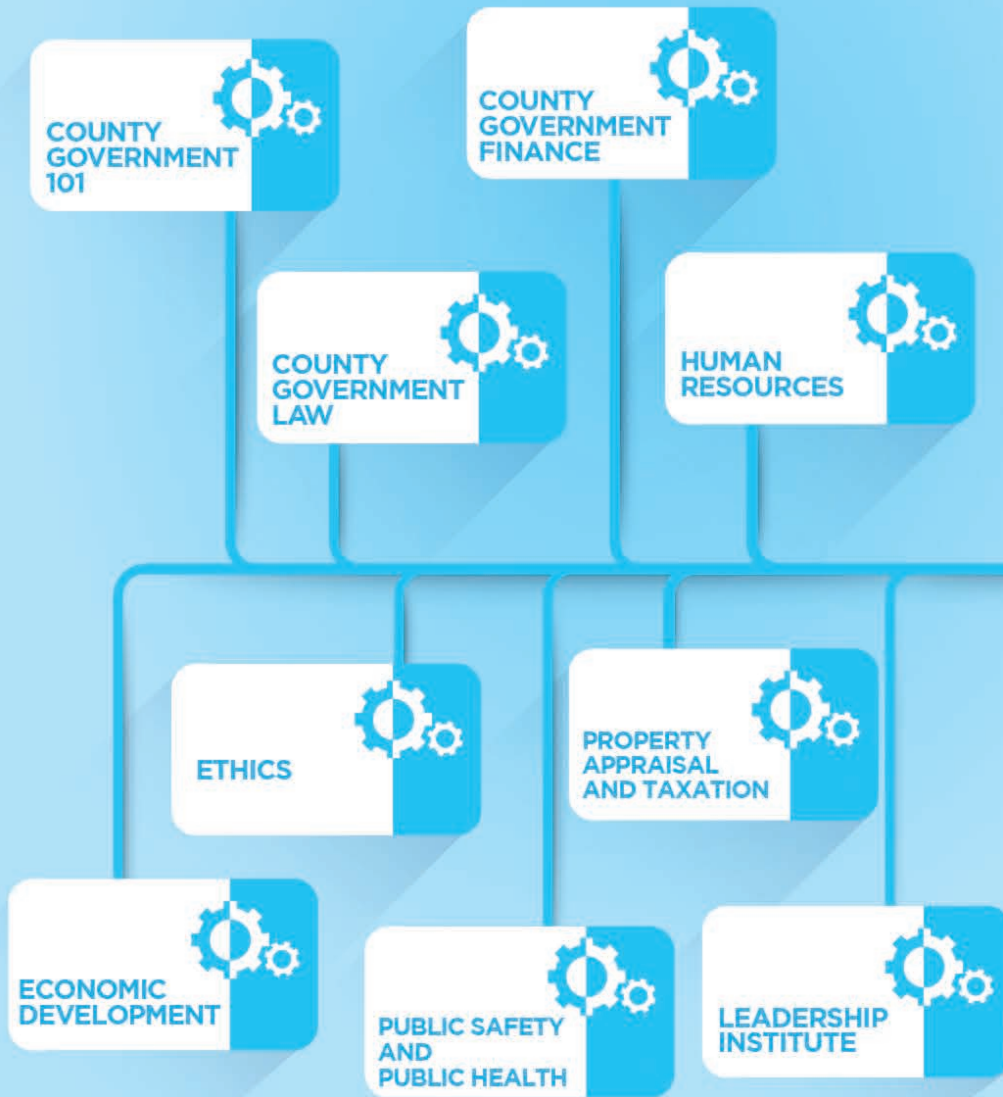 COUNTY
GOVERNMENT
101
COUNTY
GOVERNMENT
FINANCE
COUNTY
GOVERNMENT
LAW
HUMAN
RESOURCES
ETHICS
PROPERTY
APPRAISAL
AND TAXATION
ECONOMIC
DEVELOPMENT
PUBLIC SAFETY
AND
PUBLIC HEALTH
LEADERSHIP
INSTITUTE